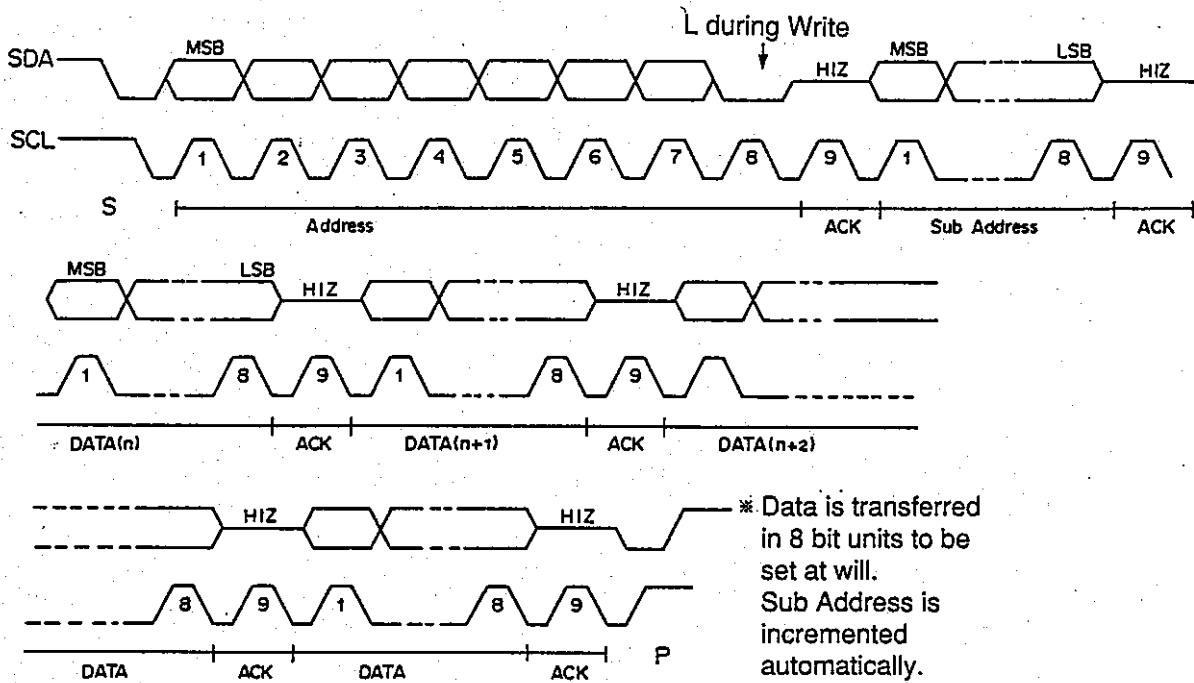 L during Write
SDA MSB HIZ MSB LSB HIZ
SCL 1 2 3 4 5 6 7 8 9 1 8 9
S Address ACK Sub Address ACK
MSB LSB HIZ HIZ
1 8 9 1 8 9
DATA(n) ACK DATA(n+1) ACK DATA(n+2)
HIZ HIZ
8 9 1 8 9
DATA ACK DATA ACK P
※ Data is transferred
in 8 bit units to be
set at will.
Sub Address is
incremented
automatically.